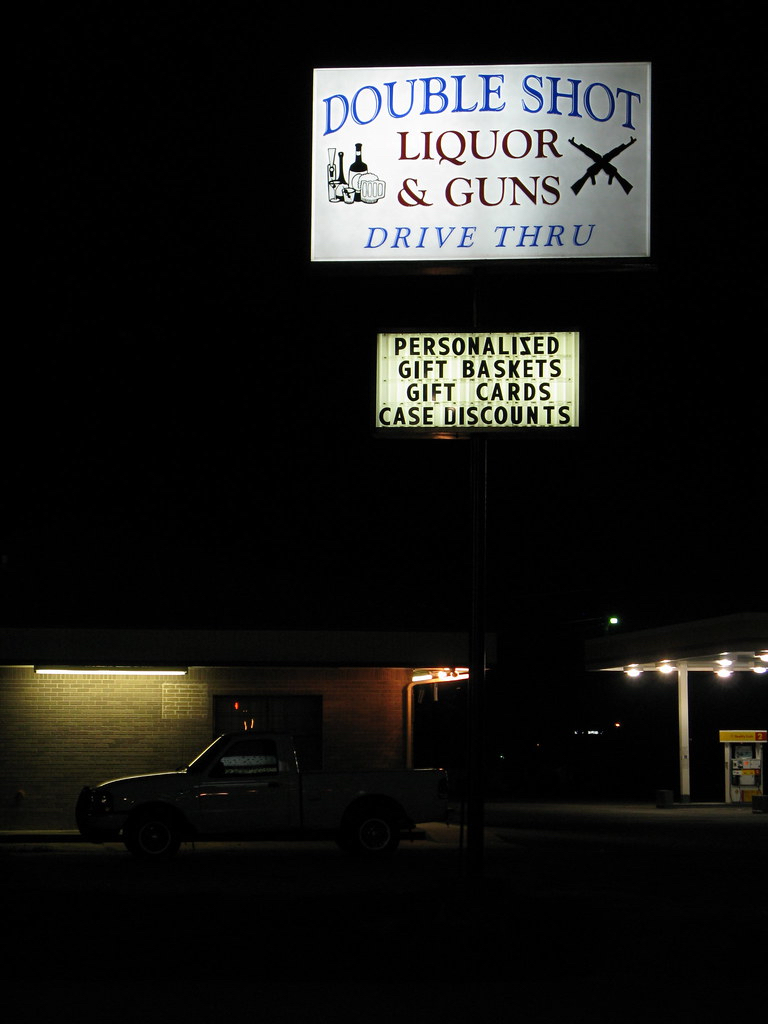 DOUBLE SHOT
LIQUOR
& GUNS
DRIVE THRU
PERSONALIZED
GIFT BASKETS
GIFT CARDS
CASE DISCOUNTS